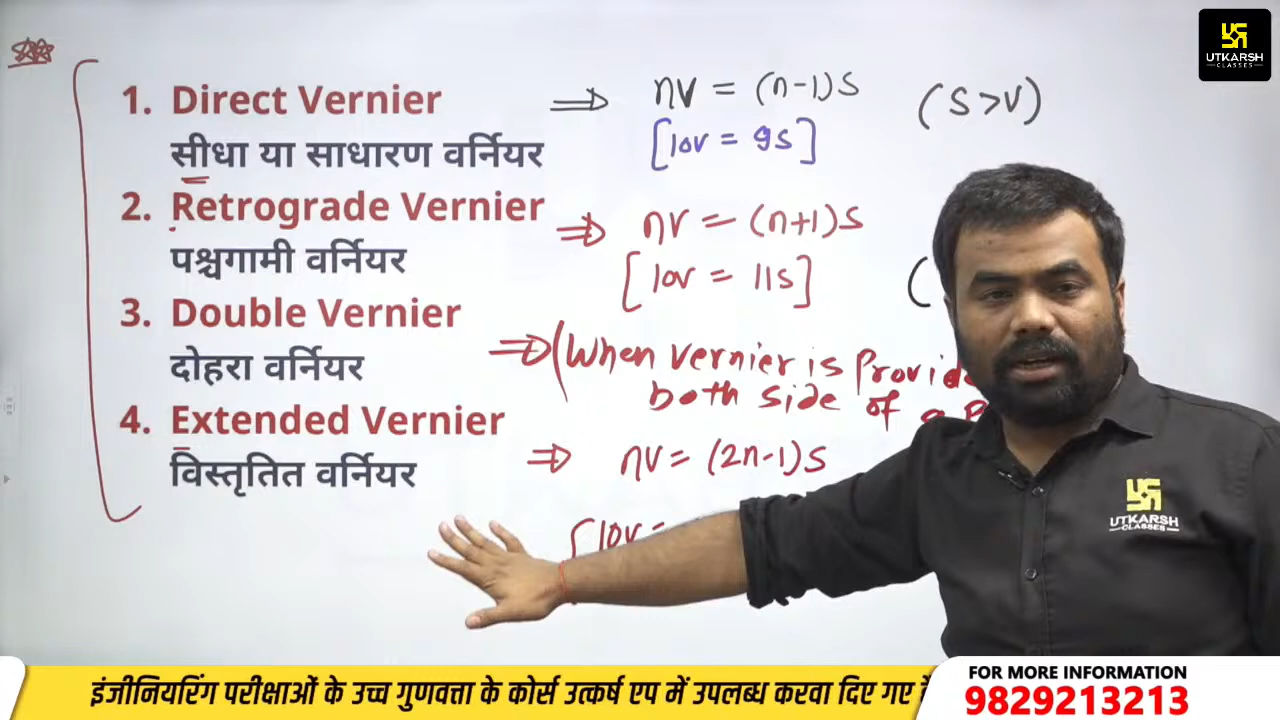 UTKARSH
CLASSES
1. Direct Vernier ⇒ nv = (n-1)s (s>v)
सीधा या साधारण वर्नियर [10v = 9s]
2. Retrograde Vernier ⇒ nv = (n+1)s
पश्चगामी वर्नियर [10v = 11s] (
3. Double Vernier
दोहरा वर्नियर ⇒ (When vernier is
both side of a
4. Extended Vernier
विस्तृतित वर्नियर ⇒ nv = (2n-1)s
[10v =
UTKARSH
CLASSES
इंजीनियरिंग परीक्षाओं के उच्च गुणवत्ता के कोर्स उत्कर्ष एप में उपलब्ध करवा दिए गए
FOR MORE INFORMATION
9829213213